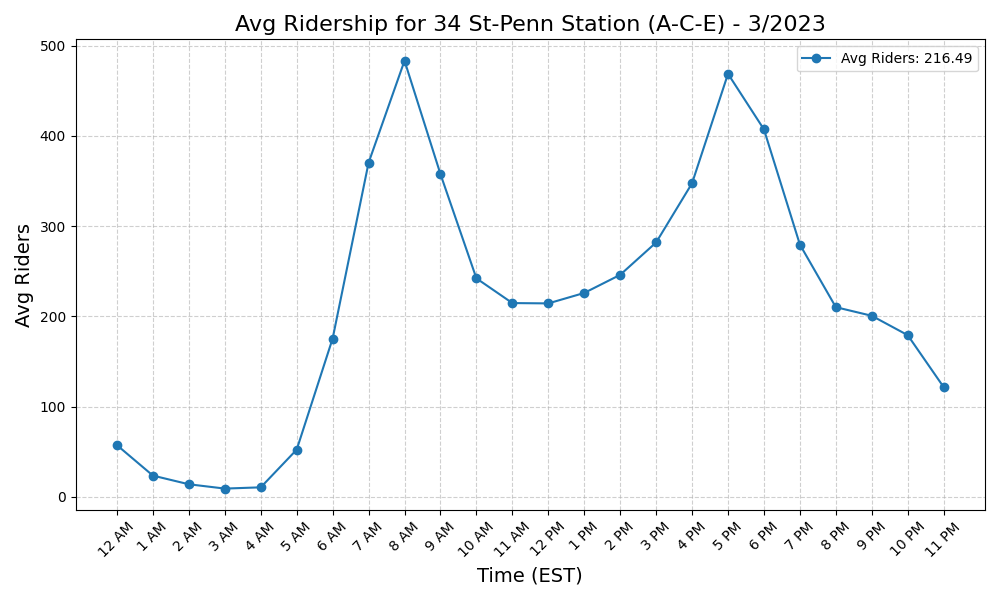 Avg Ridership for 34 St-Penn Station (A-C-E) - 3/2023
Avg Riders: 216.49
Avg Riders
500
400
300
200
100
0
12 AM
1 AM
2 AM
3 AM
4 AM
5 AM
6 AM
7 AM
8 AM
9 AM
10 AM
11 AM
12 PM
1 PM
2 PM
3 PM
4 PM
5 PM
6 PM
7 PM
8 PM
9 PM
10 PM
11 PM
Time (EST)